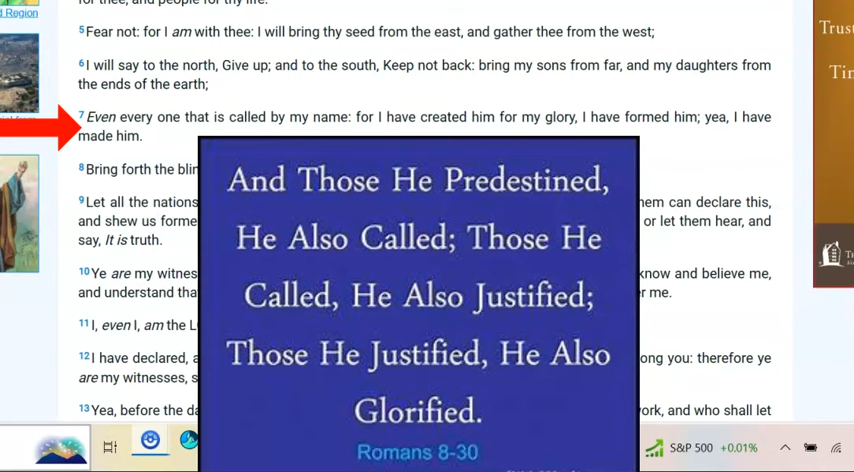 d Region
for thee, and people for thy life.
5 Fear not: for I am with thee: I will bring thy seed from the east, and gather thee from the west;
6 I will say to the north, Give up; and to the south, Keep not back: bring my sons from far, and my daughters from
the ends of the earth;
7 Even every one that is called by my name: for I have created him for my glory, I have formed him; yea, I have
made him.
8 Bring forth the blin
9 Let all the nations
hem can declare this,
and shew us forme
or let them hear, and
say, It is truth.
10 Ye are my witnes
know and believe me,
and understand tha
r me.
11 I, even I, am the L
12 I have declared, a
ong you: therefore ye
are my witnesses, s
13 Yea, before the da
ork, and who shall let
And Those He Predestined,
He Also Called; Those He
Called, He Also Justified;
Those He Justified, He Also
Glorified.
Romans 8-30
Trust
Tin
S&P 500 +0.01%